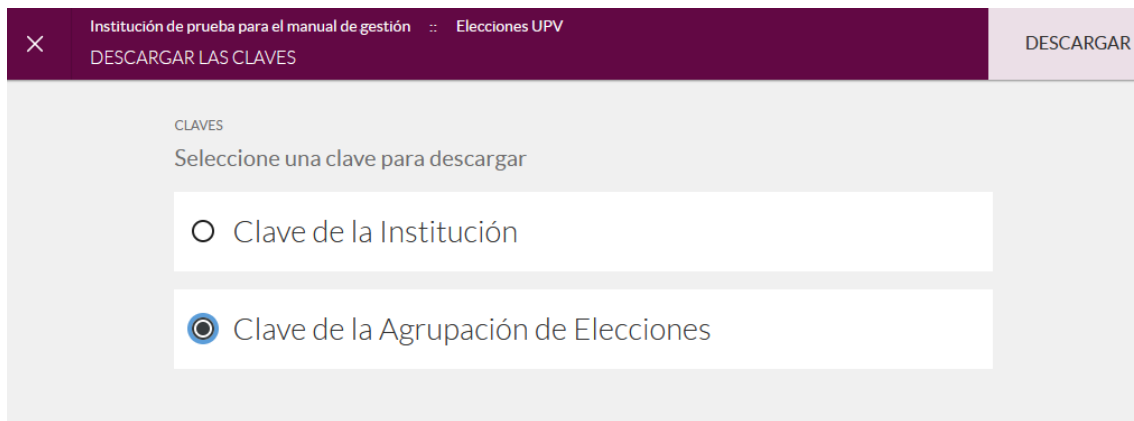 Institución de prueba para el manual de gestión :: Elecciones UPV
DESCARGAR LAS CLAVES
DESCARGAR
CLAVES
Seleccione una clave para descargar
Clave de la Institución
Clave de la Agrupación de Elecciones